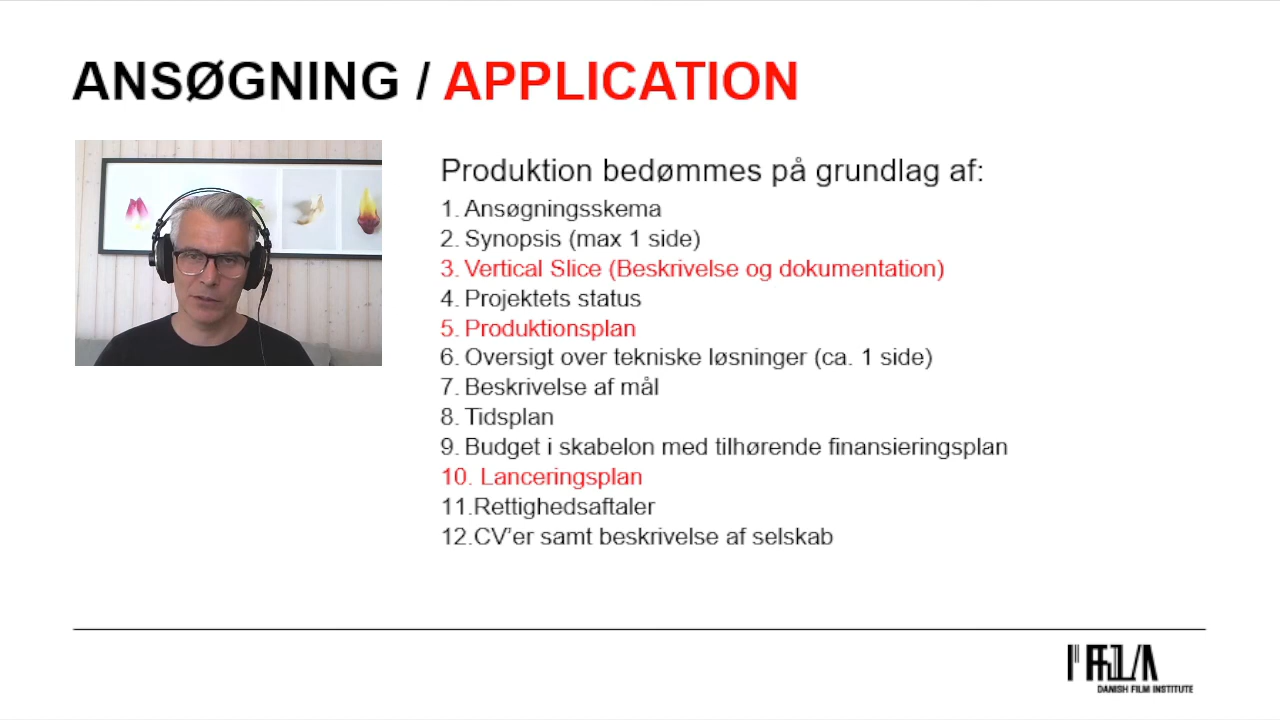 ANSØGNING / APPLICATION
Produktion bedømmes på grundlag af:
1. Ansøgningsskema
2. Synopsis (max 1 side)
3. Vertical Slice (Beskrivelse og dokumentation)
4. Projektets status
5. Produktionsplan
6. Oversigt over tekniske løsninger (ca. 1 side)
7. Beskrivelse af mål
8. Tidsplan
9. Budget i skabelon med tilhørende finansieringsplan
10. Lanceringsplan
11.Rettighedsaftaler
12.CV'er samt beskrivelse af selskab
DANISH FILM INSTITUTE